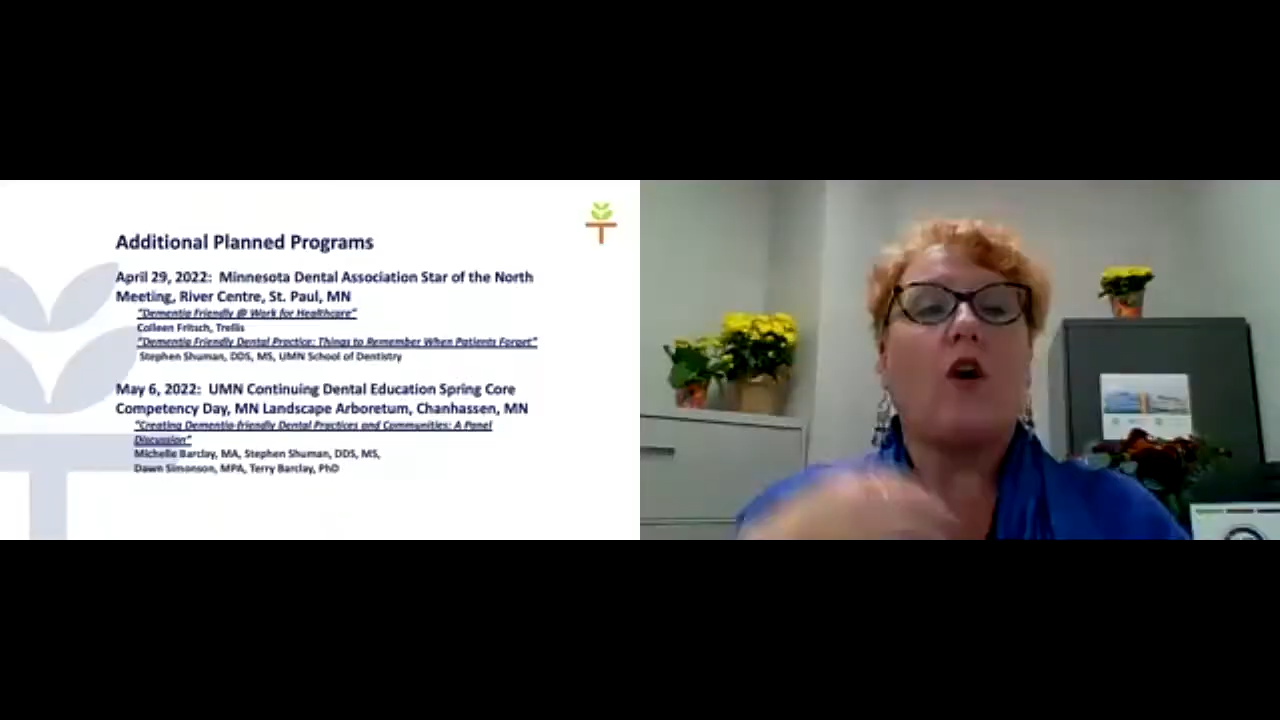 Additional Planned Programs
April 29, 2022: Minnesota Dental Association Star of the North
Meeting, River Centre, St. Paul, MN
"Dementia Friendly @ Work for Healthcare"
Colleen Fritsch, Trellis
"Dementia Friendly Dental Practice: Things to Remember When Patients Forget"
Stephen Shuman, DDS, MS, UMN School of Dentistry
May 6, 2022: UMN Continuing Dental Education Spring Core
Competency Day, MN Landscape Arboretum, Chanhassen, MN
"Creating Dementia-friendly Dental Practices and Communities: A Panel
Discussion"
Michelle Barclay, MA, Stephen Shuman, DDS, MS,
Dawn Simonson, MPA, Terry Barclay, PhD